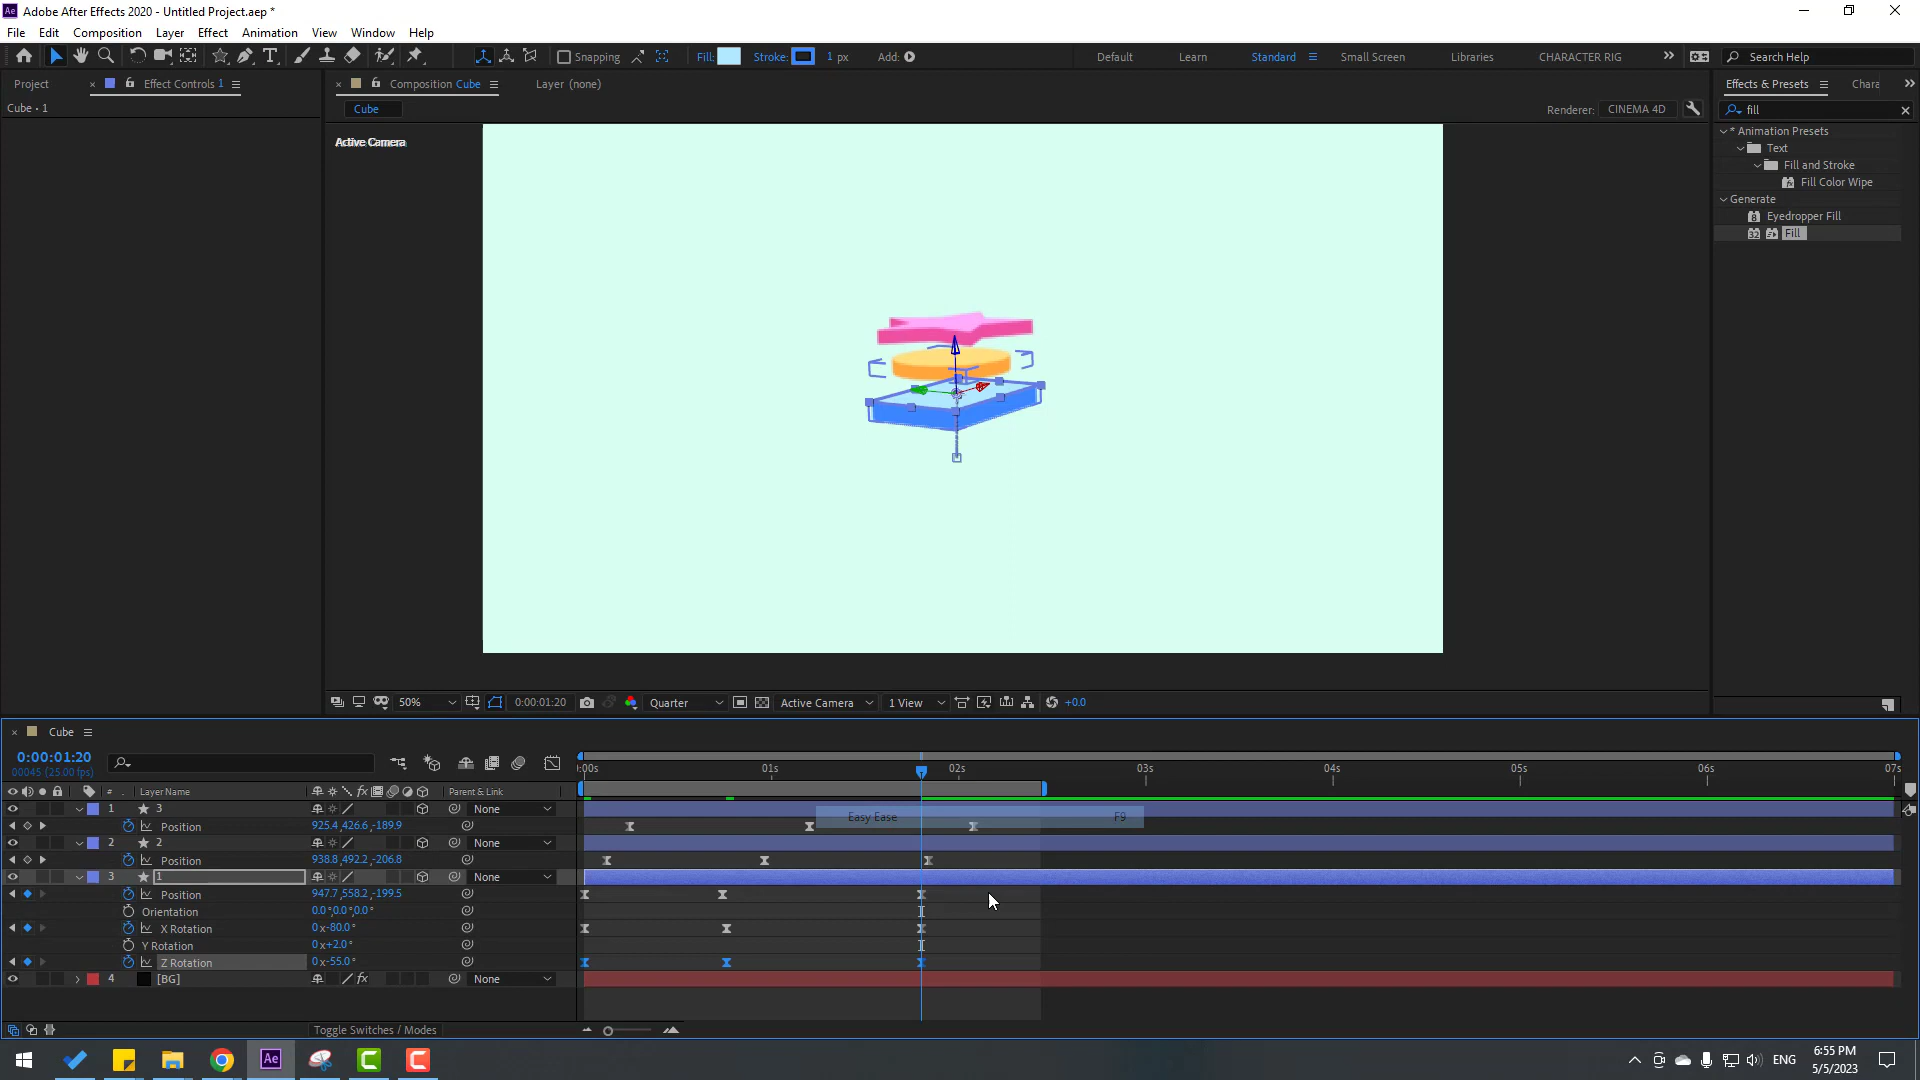 Adobe After Effects 2020 - Untitled Project.aep *
File Edit Composition Layer Effect Animation View Window Help
Snapping Fill: Stroke: 1 px Add: Default Learn Standard Small Screen Libraries CHARACTER RIG Search Help
Project Effect Controls 1 Composition Cube Layer (none) Effects & Presets Chara
Cube • 1 Cube Renderer: CINEMA 4D fill
Active Camera
* Animation Presets
Text
Fill and Stroke
Fill Color Wipe
Generate
Eyedropper Fill
Fill
50% 0:00:01:20 Quarter Active Camera 1 View +0.0
Cube
0:00:01:20
00045 (25.00 fps)
:00s 01s 02s 03s 04s 05s 06s 07s
# Layer Name Parent & Link
1 3 None
Position 925.4,426.6,-189.9
Easy Ease F9
2 2 None
Position 938.8,492.2,-206.8
3 1 None
Position 947.7,558.2,-199.5
Orientation 0.0°,0.0°,0.0°
X Rotation 0x-80.0°
Y Rotation 0x+2.0°
Z Rotation 0x-55.0°
4 [BG] None
Toggle Switches / Modes
ENG 6:55 PM
5/5/2023